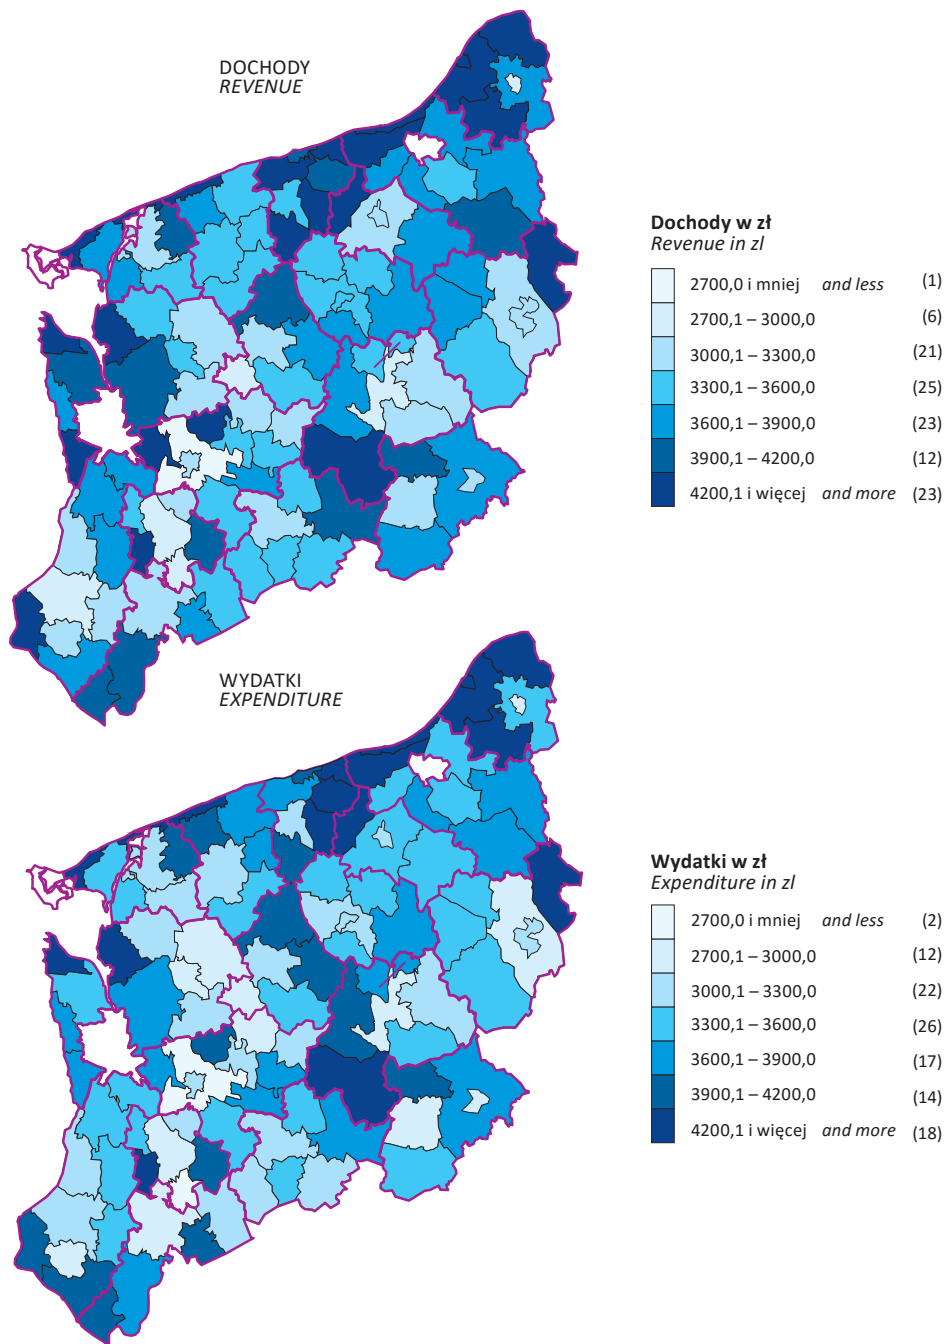 DOCHODY
REVENUE
Dochody w zł
Revenue in zl
2700,0 i mniej and less (1)
2700,1 – 3000,0 (6)
3000,1 – 3300,0 (21)
3300,1 – 3600,0 (25)
3600,1 – 3900,0 (23)
3900,1 – 4200,0 (12)
4200,1 i więcej and more (23)
WYDATKI
EXPENDITURE
Wydatki w zł
Expenditure in zl
2700,0 i mniej and less (2)
2700,1 – 3000,0 (12)
3000,1 – 3300,0 (22)
3300,1 – 3600,0 (26)
3600,1 – 3900,0 (17)
3900,1 – 4200,0 (14)
4200,1 i więcej and more (18)